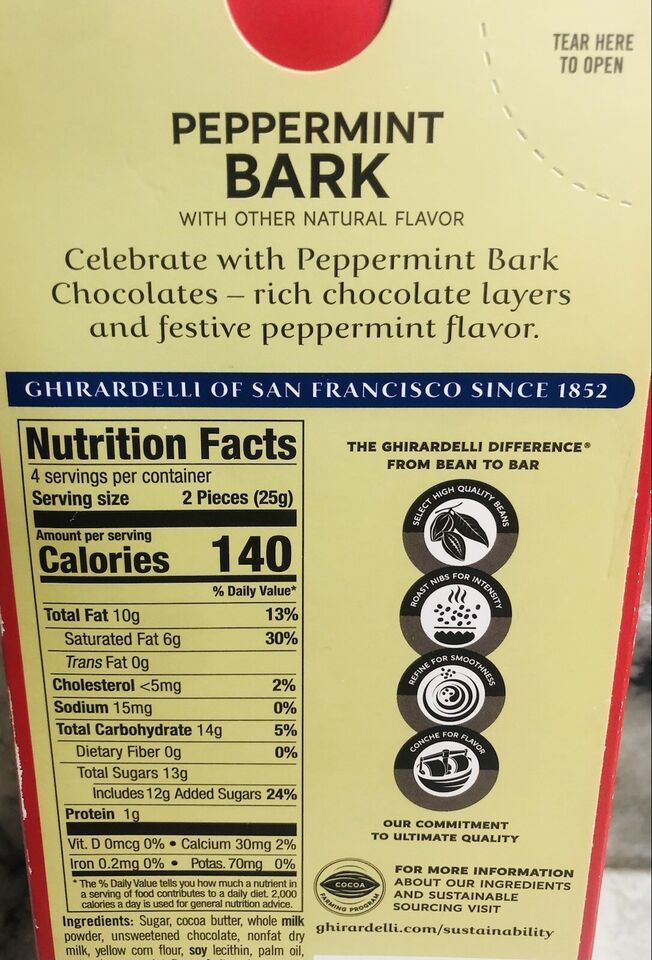 TEAR HERE
TO OPEN
PEPPERMINT
BARK
WITH OTHER NATURAL FLAVOR
Celebrate with Peppermint Bark
Chocolates – rich chocolate layers
and festive peppermint flavor.
GHIRARDELLI OF SAN FRANCISCO SINCE 1852
Nutrition Facts
4 servings per container
Serving size 2 Pieces (25g)
Amount per serving
Calories 140
% Daily Value*
Total Fat 10g 13%
Saturated Fat 6g 30%
Trans Fat 0g
Cholesterol <5mg 2%
Sodium 15mg 0%
Total Carbohydrate 14g 5%
Dietary Fiber 0g 0%
Total Sugars 13g
Includes 12g Added Sugars 24%
Protein 1g
Vit. D 0mcg 0% • Calcium 30mg 2%
Iron 0.2mg 0% • Potas. 70mg 0%
* The % Daily Value tells you how much a nutrient in
a serving of food contributes to a daily diet. 2,000
calories a day is used for general nutrition advice.
Ingredients: Sugar, cocoa butter, whole milk
powder, unsweetened chocolate, nonfat dry
milk, yellow corn flour, soy lecithin, palm oil,
THE GHIRARDELLI DIFFERENCE®
FROM BEAN TO BAR
SELECT HIGH QUALITY BEANS
ROAST NIBS FOR INTENSITY
REFINE FOR SMOOTHNESS
CONCHE FOR FLAVOR
OUR COMMITMENT
TO ULTIMATE QUALITY
COCOA
FARMING PROGRAM
FOR MORE INFORMATION
ABOUT OUR INGREDIENTS
AND SUSTAINABLE
SOURCING VISIT
ghirardelli.com/sustainability